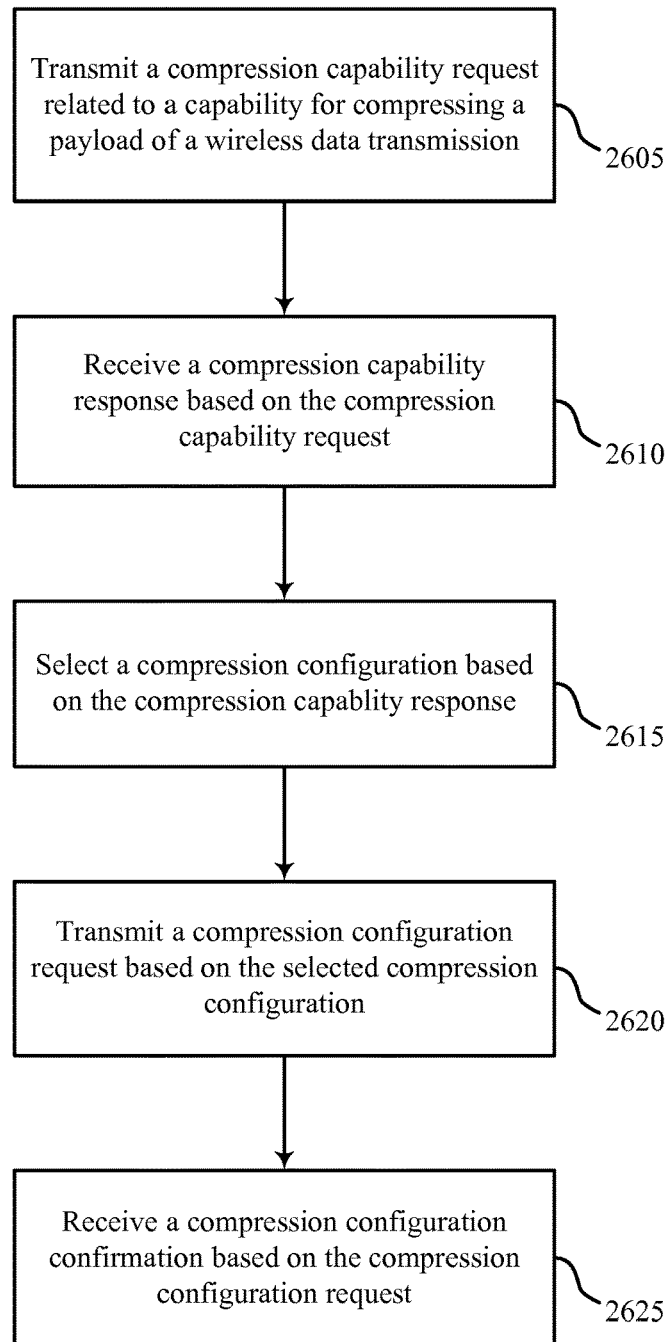 Transmit a compression capability request
related to a capability for compressing a
payload of a wireless data transmission
2605
Receive a compression capability
response based on the compression
capability request
2610
Select a compression configuration based
on the compression capablity response
2615
Transmit a compression configuration
request based on the selected compression
configuration
2620
Receive a compression configuration
confirmation based on the compression
configuration request
2625